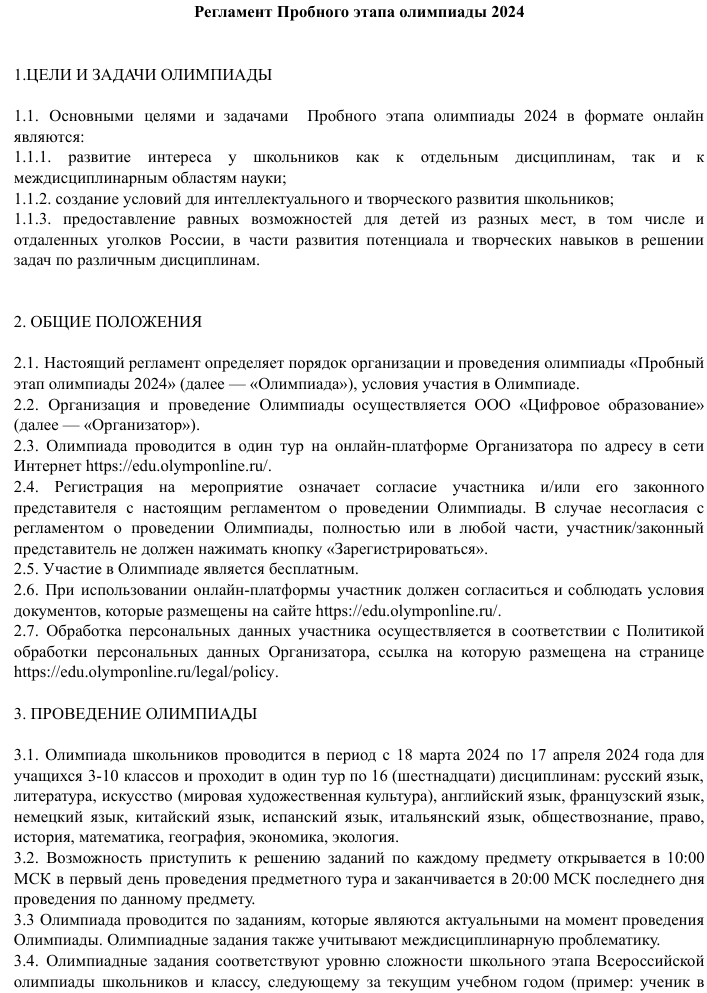 Регламент Пробного этапа олимпиады 2024
1.ЦЕЛИ И ЗАДАЧИ ОЛИМПИАДЫ
1.1. Основными целями и задачами Пробного этапа олимпиады 2024 в формате онлайн
являются:
1.1.1. развитие интереса у школьников как к отдельным дисциплинам, так и к
междисциплинарным областям науки;
1.1.2. создание условий для интеллектуального и творческого развития школьников;
1.1.3. предоставление равных возможностей для детей из разных мест, в том числе и
отдаленных уголков России, в части развития потенциала и творческих навыков в решении
задач по различным дисциплинам.
2. ОБЩИЕ ПОЛОЖЕНИЯ
2.1. Настоящий регламент определяет порядок организации и проведения олимпиады «Пробный
этап олимпиады 2024» (далее — «Олимпиада»), условия участия в Олимпиаде.
2.2. Организация и проведение Олимпиады осуществляется ООО «Цифровое образование»
(далее — «Организатор»).
2.3. Олимпиада проводится в один тур на онлайн-платформе Организатора по адресу в сети
Интернет https://edu.olymponline.ru/.
2.4. Регистрация на мероприятие означает согласие участника и/или его законного
представителя с настоящим регламентом о проведении Олимпиады. В случае несогласия с
регламентом о проведении Олимпиады, полностью или в любой части, участник/законный
представитель не должен нажимать кнопку «Зарегистрироваться».
2.5. Участие в Олимпиаде является бесплатным.
2.6. При использовании онлайн-платформы участник должен согласиться и соблюдать условия
документов, которые размещены на сайте https://edu.olymponline.ru/.
2.7. Обработка персональных данных участника осуществляется в соответствии с Политикой
обработки персональных данных Организатора, ссылка на которую размещена на странице
https://edu.olymponline.ru/legal/policy.
3. ПРОВЕДЕНИЕ ОЛИМПИАДЫ
3.1. Олимпиада школьников проводится в период с 18 марта 2024 по 17 апреля 2024 года для
учащихся 3-10 классов и проходит в один тур по 16 (шестнадцати) дисциплинам: русский язык,
литература, искусство (мировая художественная культура), английский язык, французский язык,
немецкий язык, китайский язык, испанский язык, итальянский язык, обществознание, право,
история, математика, география, экономика, экология.
3.2. Возможность приступить к решению заданий по каждому предмету открывается в 10:00
МСК в первый день проведения предметного тура и заканчивается в 20:00 МСК последнего дня
проведения по данному предмету.
3.3 Олимпиада проводится по заданиям, которые являются актуальными на момент проведения
Олимпиады. Олимпиадные задания также учитывают междисциплинарную проблематику.
3.4. Олимпиадные задания соответствуют уровню сложности школьного этапа Всероссийской
олимпиады школьников и классу, следующему за текущим учебном годом (пример: ученик в